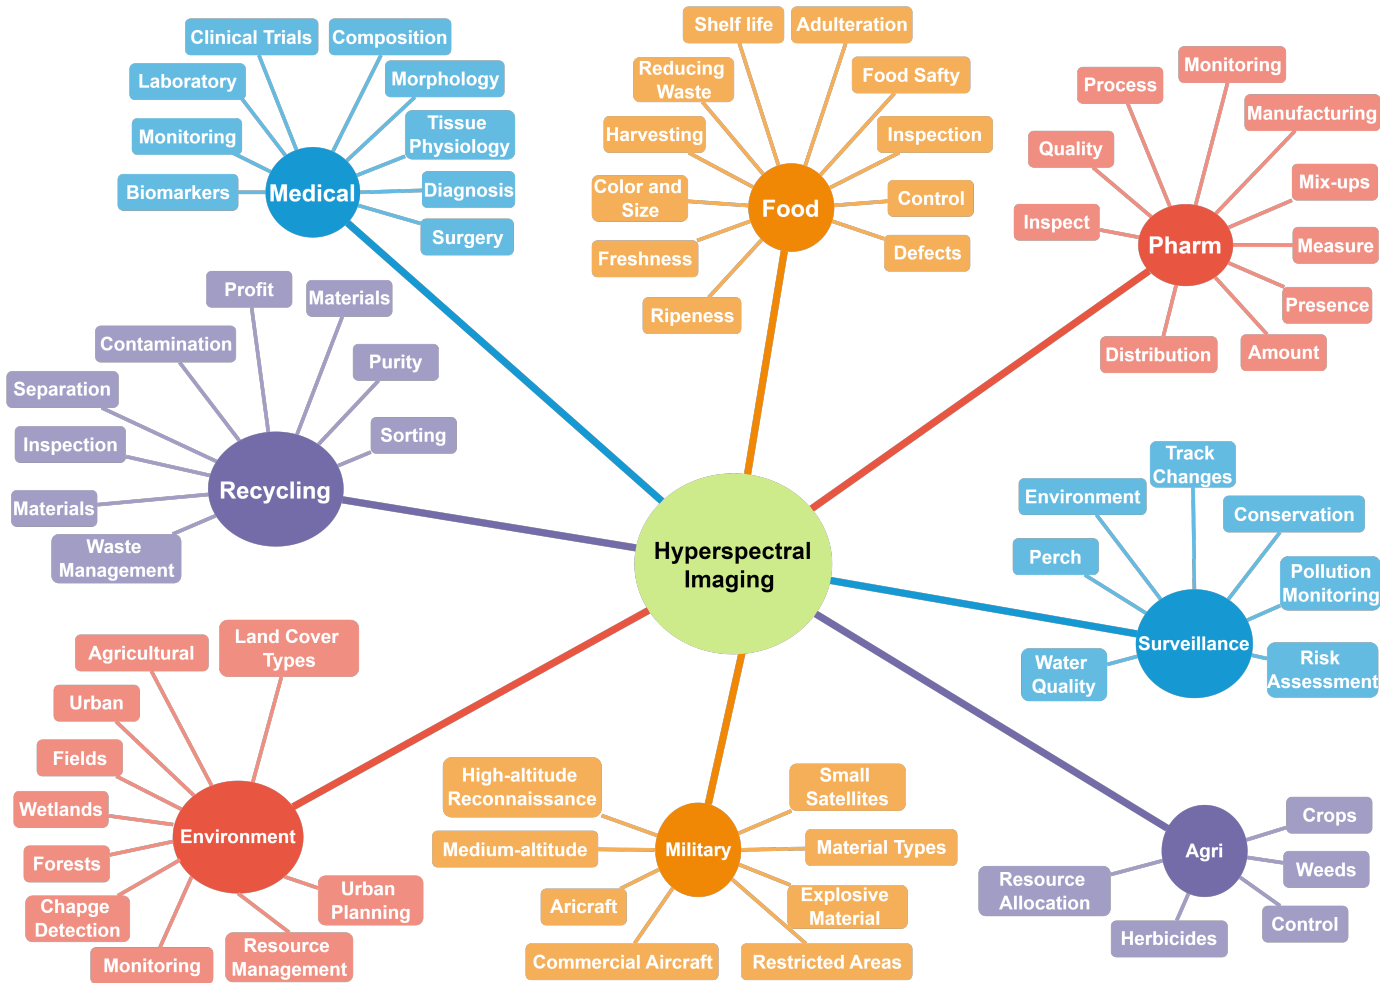 Clinical Trials
Composition
Laboratory
Morphology
Monitoring
Tissue
Physiology
Biomarkers
Medical
Diagnosis
Surgery
Shelf life
Adulteration
Reducing
Waste
Food Safty
Harvesting
Inspection
Color and
Size
Food
Control
Freshness
Defects
Ripeness
Monitoring
Process
Manufacturing
Quality
Mix-ups
Inspect
Pharm
Measure
Presence
Distribution
Amount
Profit
Materials
Contamination
Purity
Separation
Sorting
Inspection
Recycling
Materials
Waste
Management
Hyperspectral
Imaging
Track
Changes
Environment
Conservation
Perch
Pollution
Monitoring
Surveillance
Water
Quality
Risk
Assessment
Land Cover
Types
Agricultural
Urban
Fields
Wetlands
Environment
Forests
Chapge
Detection
Urban
Planning
Monitoring
Resource
Management
High-altitude
Reconnaissance
Small
Satellites
Medium-altitude
Military
Material Types
Aricraft
Explosive
Material
Commercial Aircraft
Restricted Areas
Crops
Agri
Weeds
Resource
Allocation
Control
Herbicides